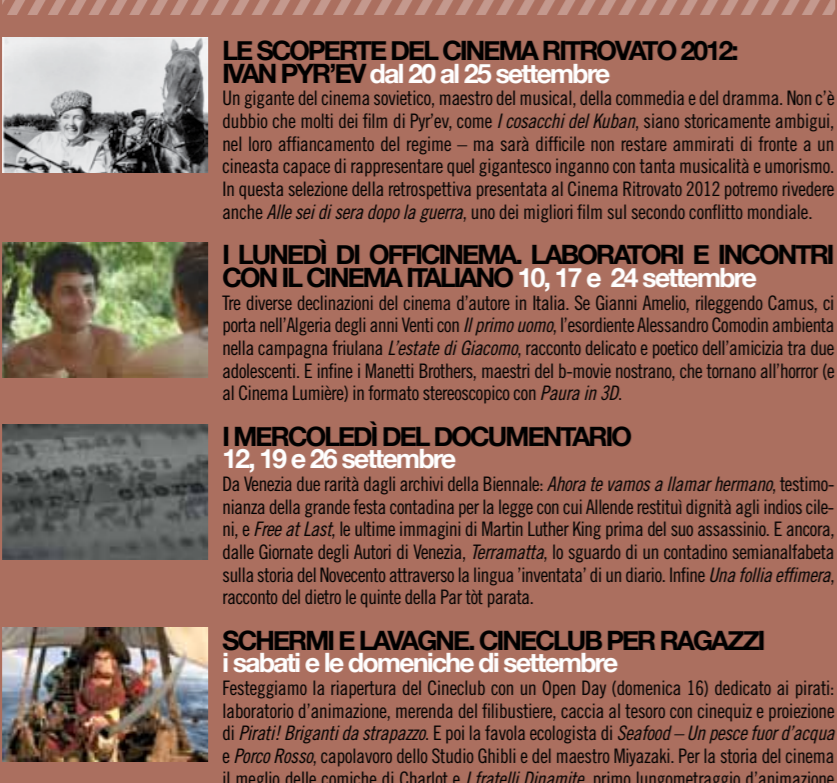 LE SCOPERTE DEL CINEMA RITROVATO 2012:
IVAN PYR'EV dal 20 al 25 settembre
Un gigante del cinema sovietico, maestro del musical, della commedia e del dramma. Non c'è
dubbio che molti dei film di Pyr'ev, come I cosacchi del Kuban, siano storicamente ambigui,
nel loro affiancamento del regime – ma sarà difficile non restare ammirati di fronte a un
cineasta capace di rappresentare quel gigantesco inganno con tanta musicalità e umorismo.
In questa selezione della retrospettiva presentata al Cinema Ritrovato 2012 potremo rivedere
anche Alle sei di sera dopo la guerra, uno dei migliori film sul secondo conflitto mondiale.
I LUNEDÌ DI OFFICINEMA. LABORATORI E INCONTRI
CON IL CINEMA ITALIANO 10, 17 e 24 settembre
Tre diverse declinazioni del cinema d'autore in Italia. Se Gianni Amelio, rileggendo Camus, ci
porta nell'Algeria degli anni Venti con Il primo uomo, l'esordiente Alessandro Comodin ambienta
nella campagna friulana L'estate di Giacomo, racconto delicato e poetico dell'amicizia tra due
adolescenti. E infine i Manetti Brothers, maestri del b-movie nostrano, che tornano all'horror (e
al Cinema Lumière) in formato stereoscopico con Paura in 3D.
I MERCOLEDÌ DEL DOCUMENTARIO
12, 19 e 26 settembre
Da Venezia due rarità dagli archivi della Biennale: Ahora te vamos a llamar hermano, testimo-
nianza della grande festa contadina per la legge con cui Allende restituì dignità agli indios cile-
ni, e Free at Last, le ultime immagini di Martin Luther King prima del suo assassinio. E ancora,
dalle Giornate degli Autori di Venezia, Terramatta, lo sguardo di un contadino semianalfabeta
sulla storia del Novecento attraverso la lingua 'inventata' di un diario. Infine Una follia effimera,
racconto del dietro le quinte della Par tòt parata.
SCHERMI E LAVAGNE. CINECLUB PER RAGAZZI
i sabati e le domeniche di settembre
Festeggiamo la riapertura del Cineclub con un Open Day (domenica 16) dedicato ai pirati:
laboratorio d'animazione, merenda del filibustiere, caccia al tesoro con cinequiz e proiezione
di Pirati! Briganti da strapazzo. E poi la favola ecologista di Seafood – Un pesce fuor d'acqua
e Porco Rosso, capolavoro dello Studio Ghibli e del maestro Miyazaki. Per la storia del cinema
il meglio delle comiche di Charlot e I fratelli Dinamite, primo lungometraggio d'animazione